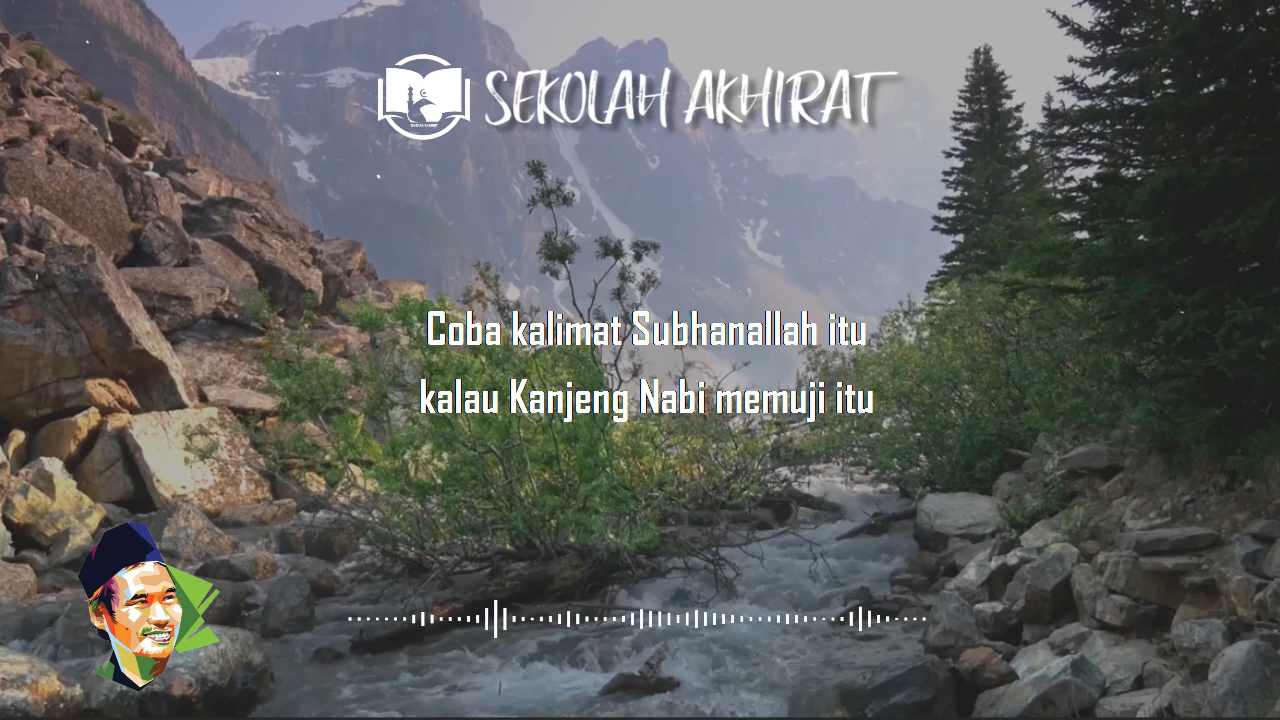 SEKOLAH AKHIRAT
Coba kalimat Subhanallah itu
kalau Kanjeng Nabi memuji itu